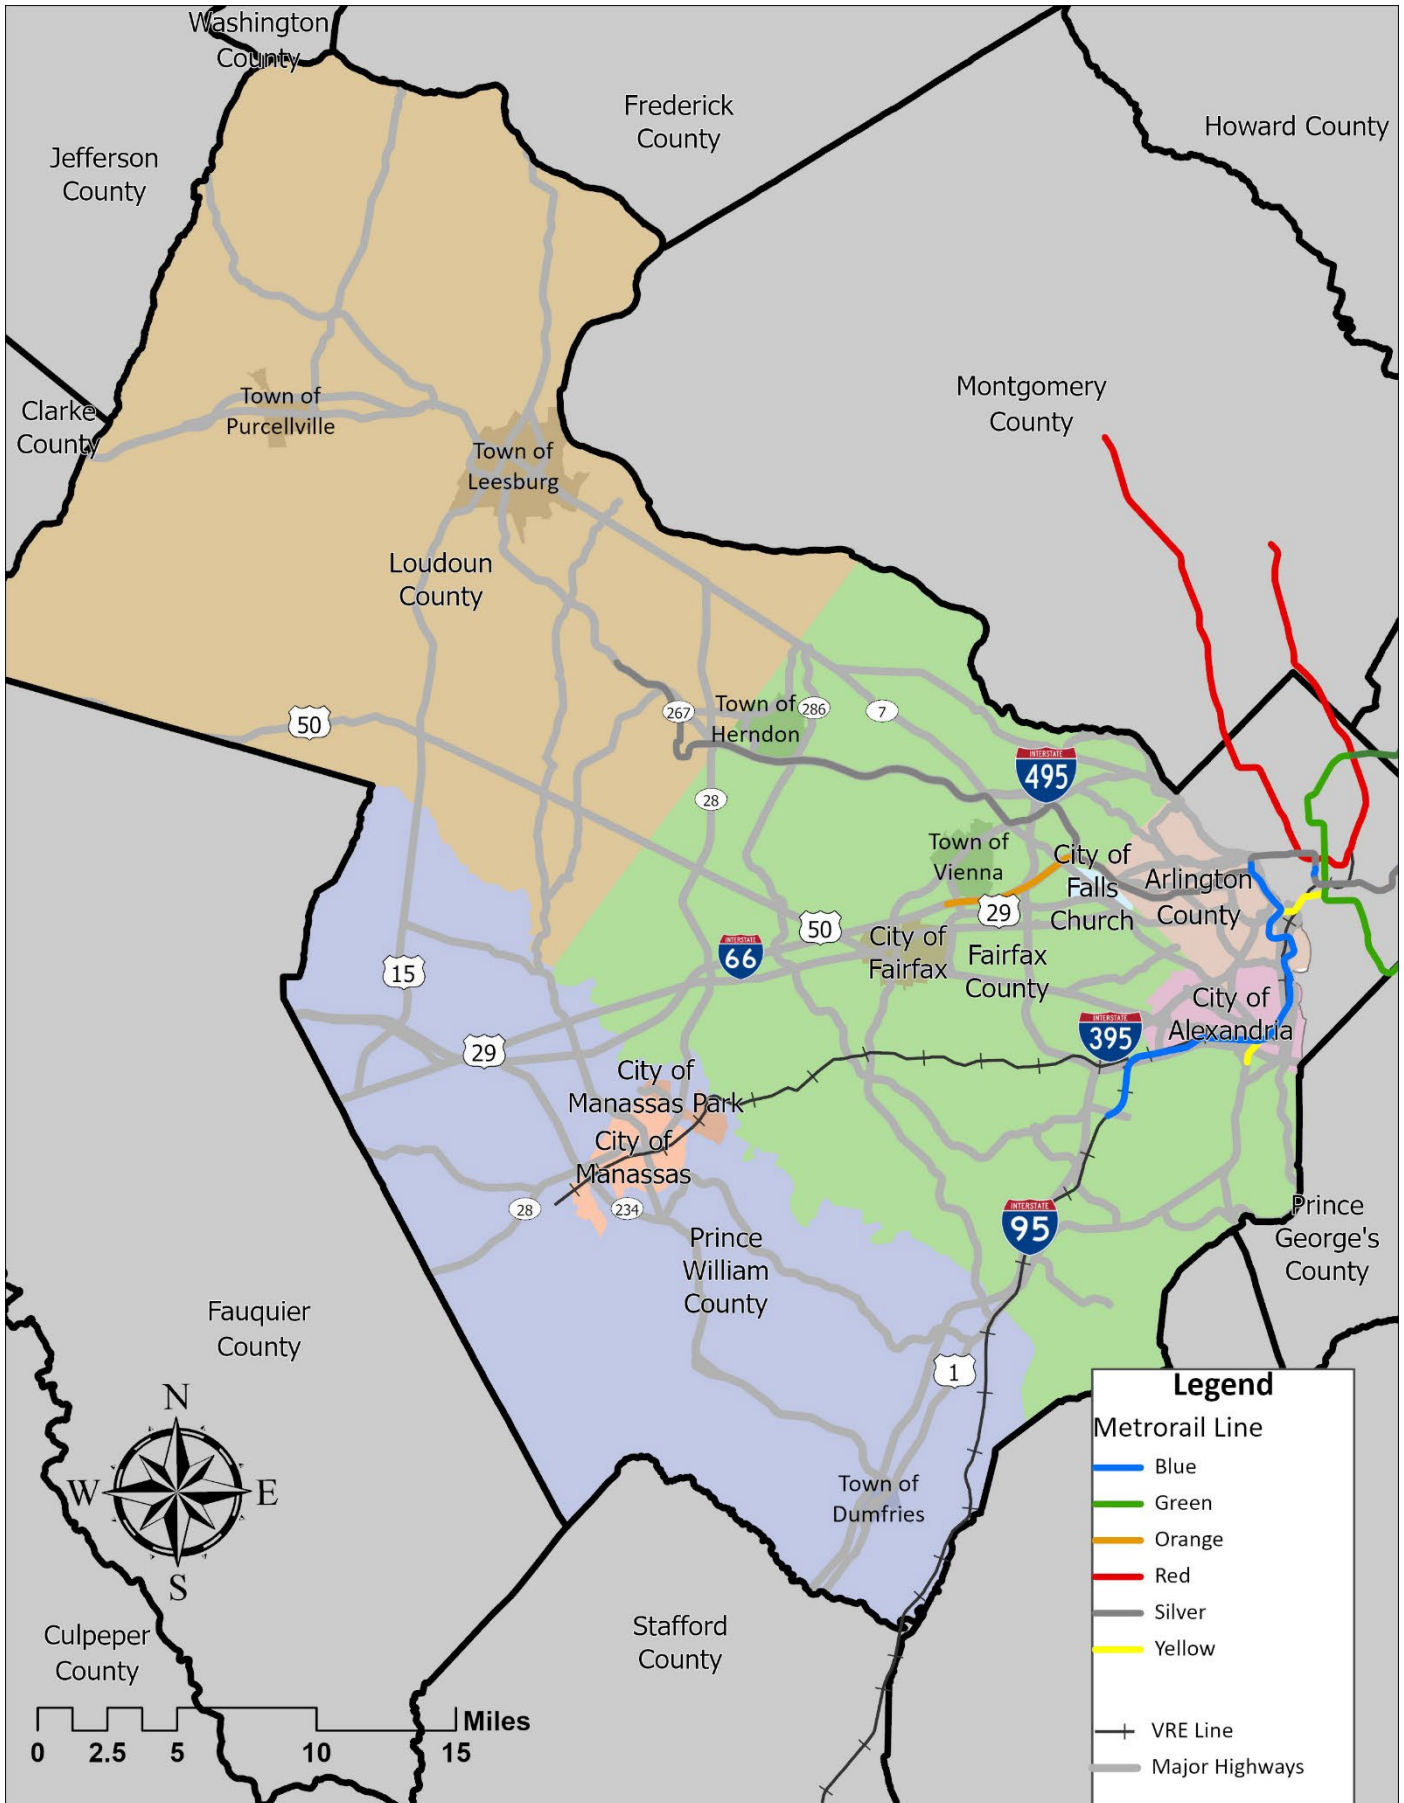 Washington
County
Frederick
County
Howard County
Jefferson
County
Montgomery
County
Clarke
County
Town of
Purcellville
Town of
Leesburg
Loudoun
County
50
267
Town of
Herndon
286
7
INTERSTATE
495
28
Town of
Vienna
City of
Falls
Church
Arlington
County
29
50
City of
Fairfax
Fairfax
County
INTERSTATE
66
15
City of
Alexandria
INTERSTATE
395
29
City of
Manassas Park
City of
Manassas
28
234
INTERSTATE
95
Prince
George's
County
Prince
William
County
Fauquier
County
1
Town of
Dumfries
N
W
E
S
Culpeper
County
Stafford
County
Miles
0 2.5 5 10 15
Legend
Metrorail Line
Blue
Green
Orange
Red
Silver
Yellow
VRE Line
Major Highways